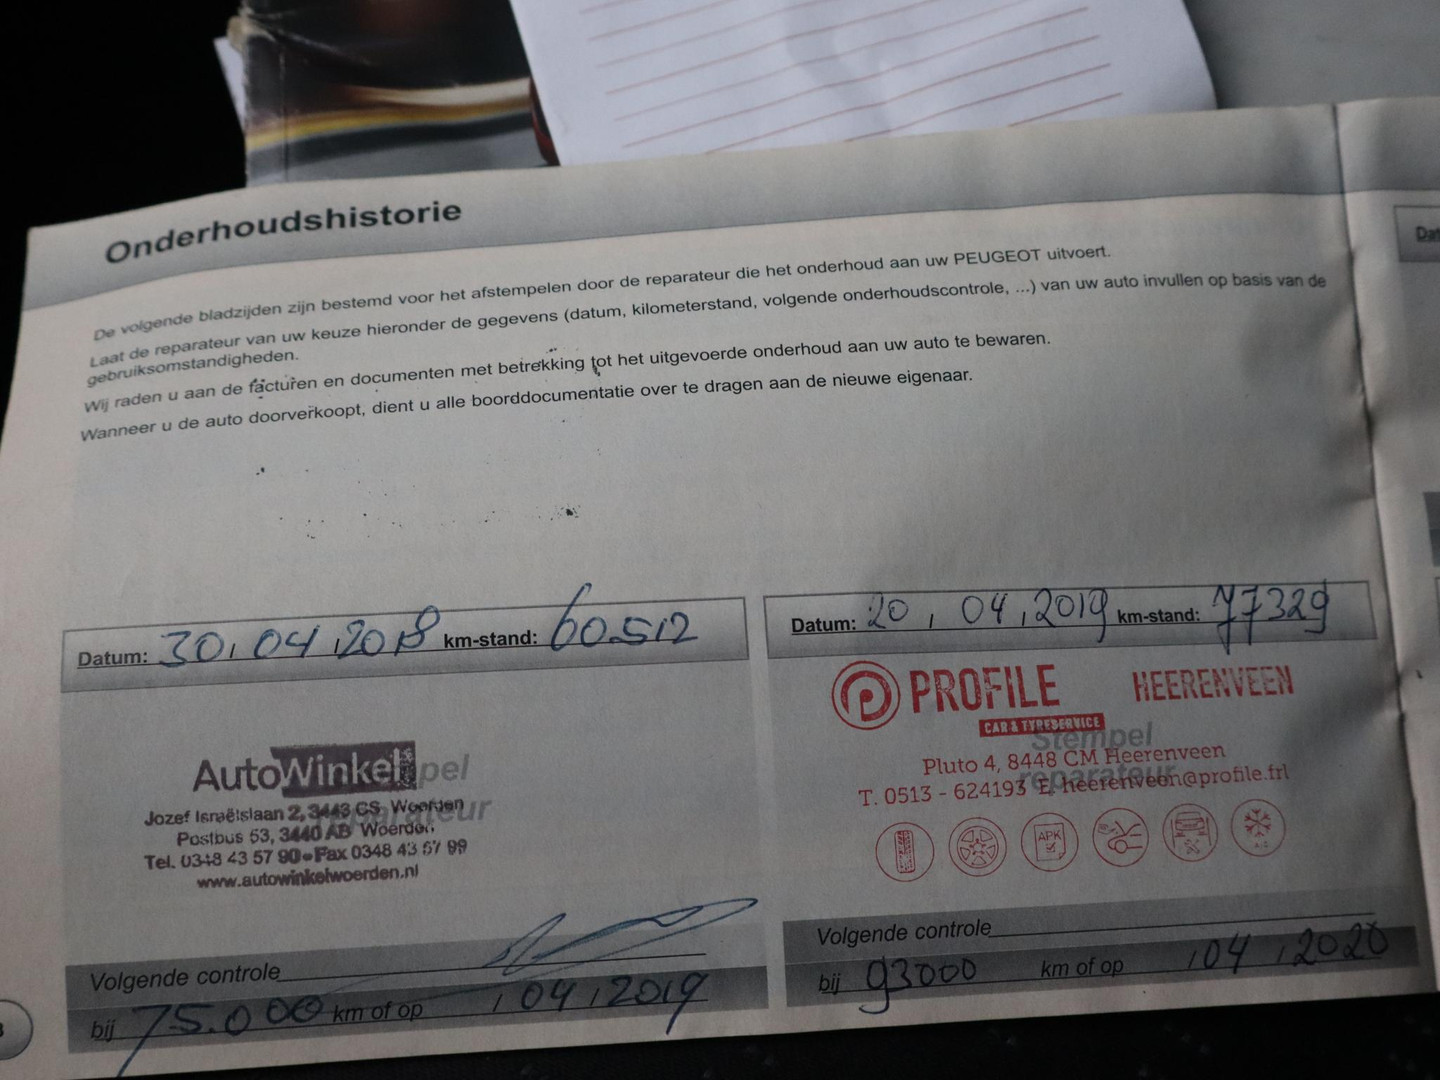 Onderhoudshistorie
De volgende bladzijden zijn bestemd voor het afstempelen door de reparateur die het onderhoud aan uw PEUGEOT uitvoert.
Laat de reparateur van uw keuze hieronder de gegevens (datum, kilometerstand, volgende onderhoudscontrole, ...) van uw auto invullen op basis van de
gebruiksomstandigheden.
Wij raden u aan de facturen en documenten met betrekking tot het uitgevoerde onderhoud aan uw auto te bewaren.
Wanneer u de auto doorverkoopt, dient u alle boorddocumentatie over te dragen aan de nieuwe eigenaar.
Datum: 30, 04, 2018 km-stand: 60.512
AutoWinkel
Jozef Israëlslaan 2, 3443 CS Woerden
Postbus 53, 3440 AB Woerden
Tel. 0348 43 57 90 - Fax 0348 43 57 99
www.autowinkelwoerden.nl
Volgende controle
bij 75.000 km of op , 04, 2019
Datum: 20, 04, 2019 km-stand: 77329
PROFILE HEERENVEEN
CAR & TYRESERVICE
Stempel
reparateur
Pluto 4, 8448 CM Heerenveen
T. 0513 - 624193 E. heerenveen@profile.frl
APK
Volgende controle
bij 93000 km of op , 04, 2020